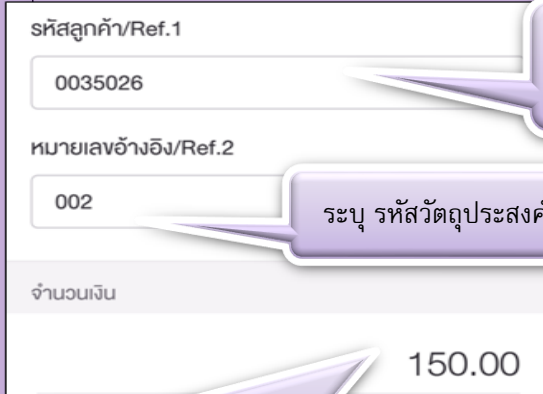 รหัสลูกค้า/Ref.1
0035026
หมายเลขอ้างอิง/Ref.2
002
ระบุ รหัสวัตถุประสงค์
จำนวนเงิน
150.00